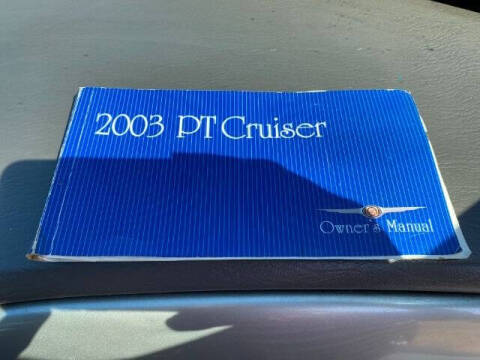 2003 PT Cruiser
Owner's Manual